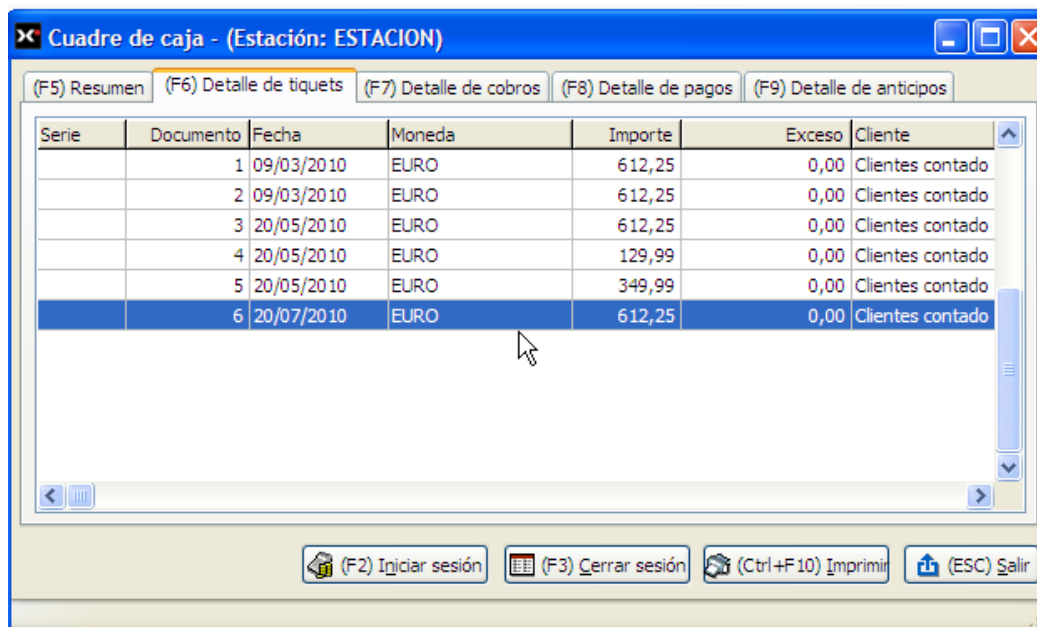 Cuadre de caja - (Estación: ESTACION)
(F5) Resumen (F6) Detalle de tiquets (F7) Detalle de cobros (F8) Detalle de pagos (F9) Detalle de anticipos
Serie Documento Fecha Moneda Importe Exceso Cliente
1 09/03/2010 EURO 612,25 0,00 Clientes contado
2 09/03/2010 EURO 612,25 0,00 Clientes contado
3 20/05/2010 EURO 612,25 0,00 Clientes contado
4 20/05/2010 EURO 129,99 0,00 Clientes contado
5 20/05/2010 EURO 349,99 0,00 Clientes contado
6 20/07/2010 EURO 612,25 0,00 Clientes contado
(F2) Iniciar sesión (F3) Cerrar sesión (Ctrl+F10) Imprimir (ESC) Salir